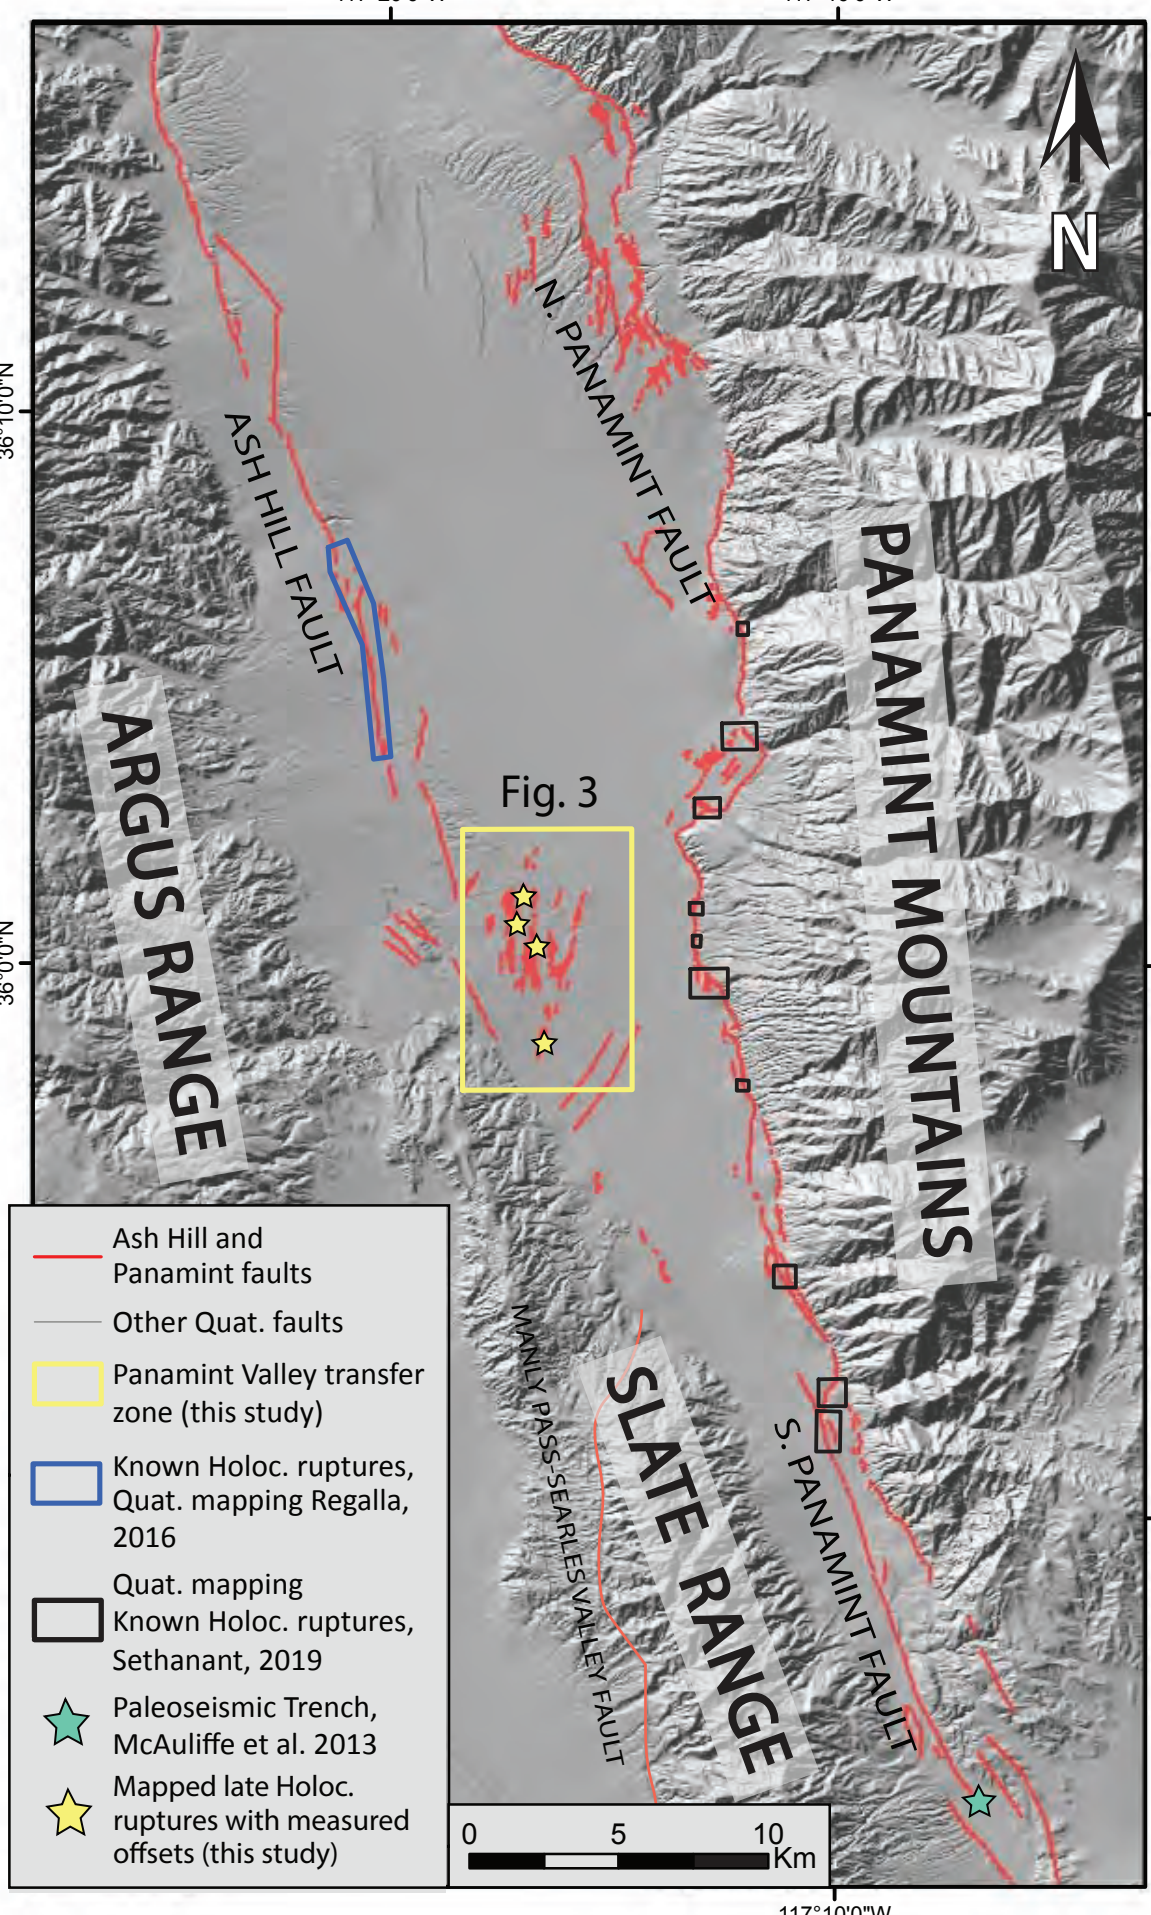 N
N. PANAMINT FAULT
36°10'0"N
ASH HILL FAULT
PANAMINT MOUNTAINS
ARGUS RANGE
Fig. 3
36°0'0"N
Ash Hill and
Panamint faults
Other Quat. faults
Panamint Valley transfer
zone (this study)
Known Holoc. ruptures,
Quat. mapping Regalla,
2016
Quat. mapping
Known Holoc. ruptures,
Sethanant, 2019
Paleoseismic Trench,
McAuliffe et al. 2013
Mapped late Holoc.
ruptures with measured
offsets (this study)
MANLY PASS-SEARLES VALLEY FAULT
SLATE RANGE
S. PANAMINT FAULT
0 5 10
Km
117°10'0"W